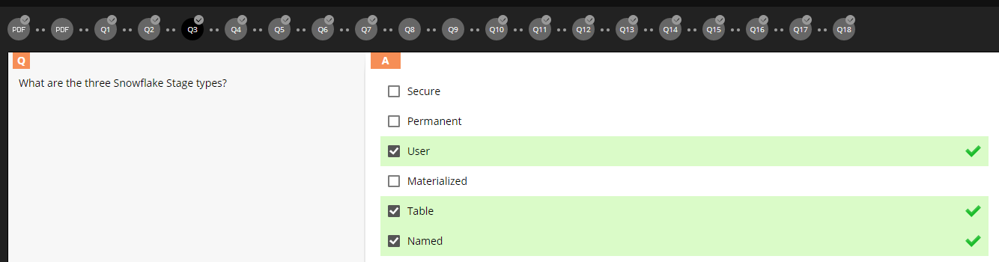 PDF PDF Q1 Q2 Q3 Q4 Q5 Q6 Q7 Q8 Q9 Q10 Q11 Q12 Q13 Q14 Q15 Q16 Q17 Q18
Q
What are the three Snowflake Stage types?
A
Secure
Permanent
User
Materialized
Table
Named